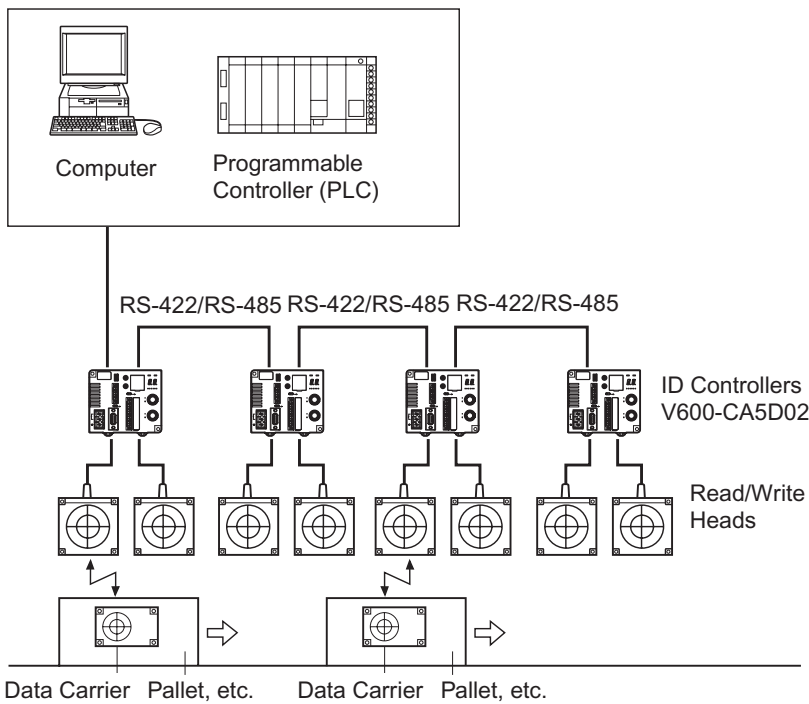 Computer
Programmable
Controller (PLC)
RS-422/RS-485 RS-422/RS-485 RS-422/RS-485
ID Controllers
V600-CA5D02
Read/Write
Heads
Data Carrier Pallet, etc. Data Carrier Pallet, etc.